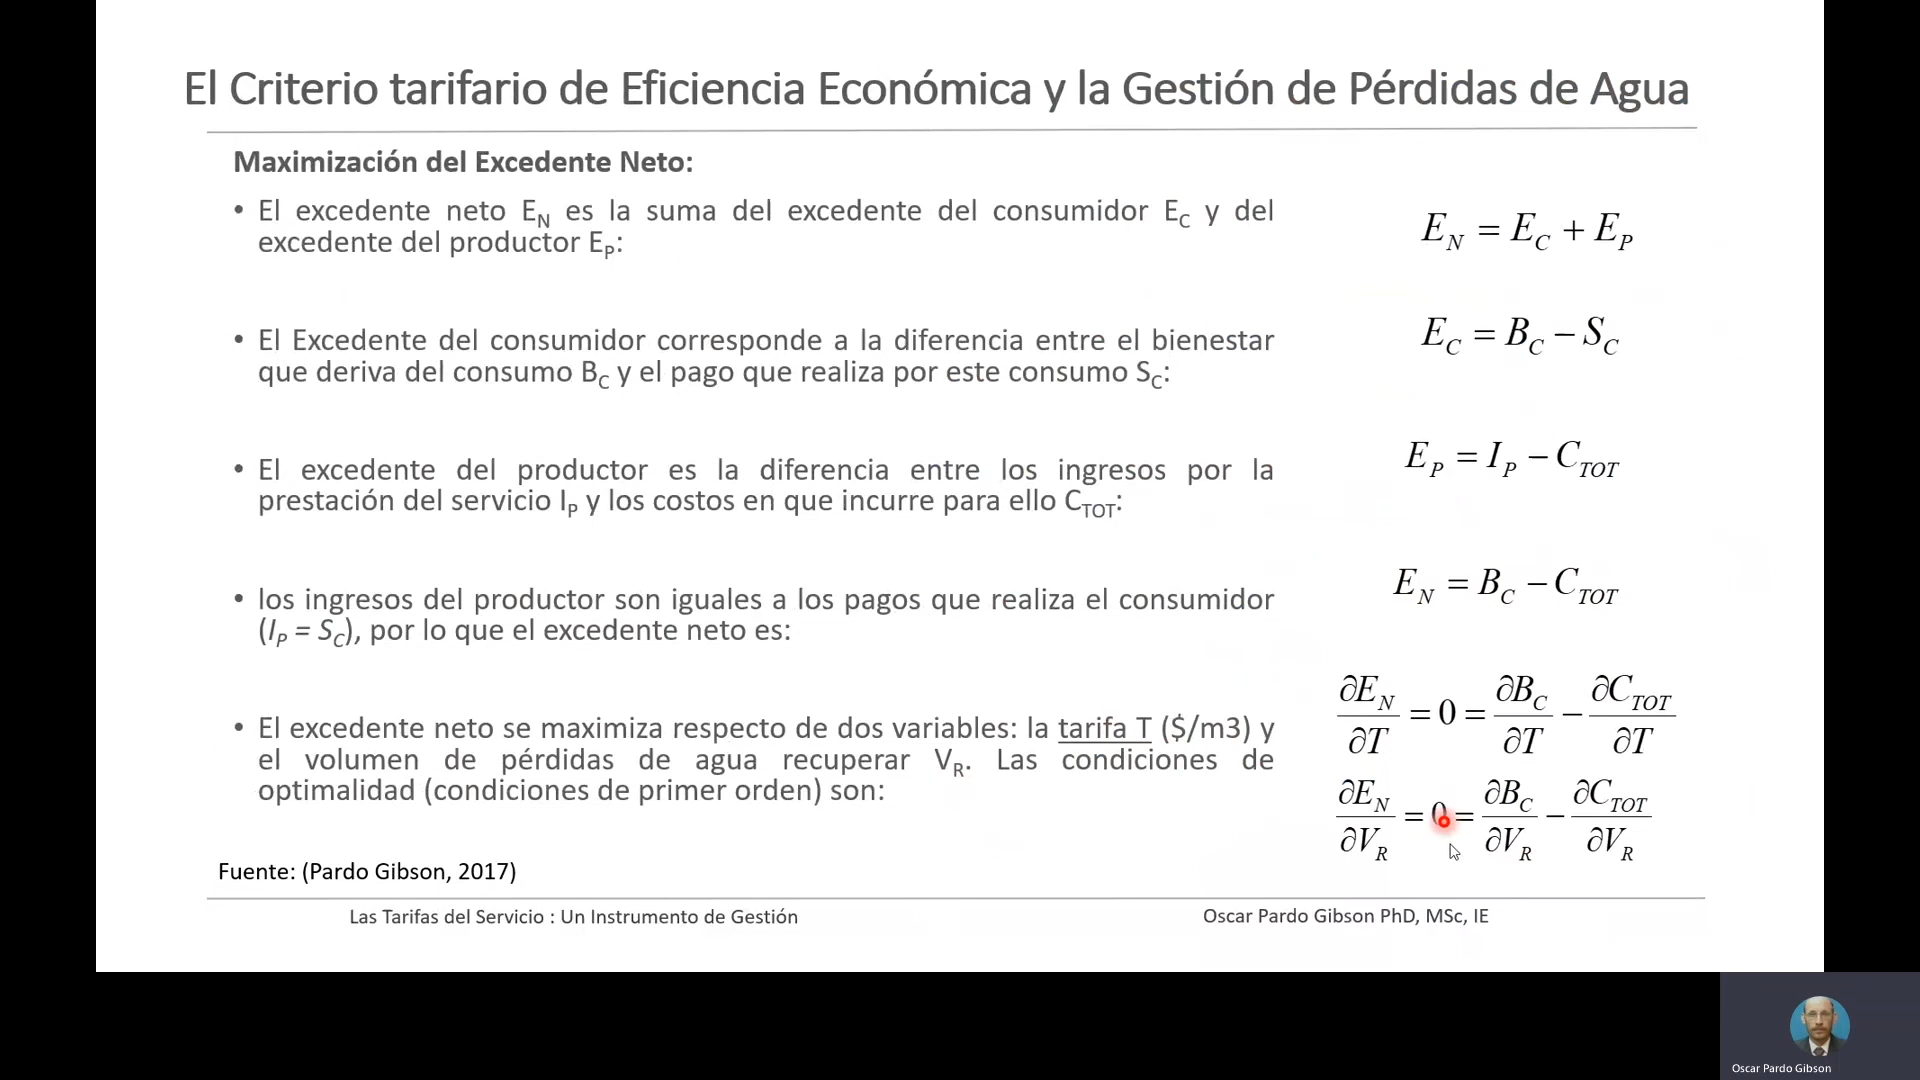 El Criterio tarifario de Eficiencia Económica y la Gestión de Pérdidas de Agua
Maximización del Excedente Neto:
• El excedente neto E_N es la suma del excedente del consumidor E_C y del
excedente del productor E_P:
E_N = E_C + E_P
• El Excedente del consumidor corresponde a la diferencia entre el bienestar
que deriva del consumo B_C y el pago que realiza por este consumo S_C:
E_C = B_C − S_C
• El excedente del productor es la diferencia entre los ingresos por la
prestación del servicio I_P y los costos en que incurre para ello C_TOT:
E_P = I_P − C_TOT
• los ingresos del productor son iguales a los pagos que realiza el consumidor
(I_P = S_C), por lo que el excedente neto es:
E_N = B_C − C_TOT
• El excedente neto se maximiza respecto de dos variables: la tarifa T ($/m3) y
el volumen de pérdidas de agua recuperar V_R. Las condiciones de
optimalidad (condiciones de primer orden) son:
∂E_N/∂T = 0 = ∂B_C/∂T − ∂C_TOT/∂T
∂E_N/∂V_R = 0 = ∂B_C/∂V_R − ∂C_TOT/∂V_R
Fuente: (Pardo Gibson, 2017)
Las Tarifas del Servicio : Un Instrumento de Gestión
Oscar Pardo Gibson PhD, MSc, IE
Oscar Pardo Gibson